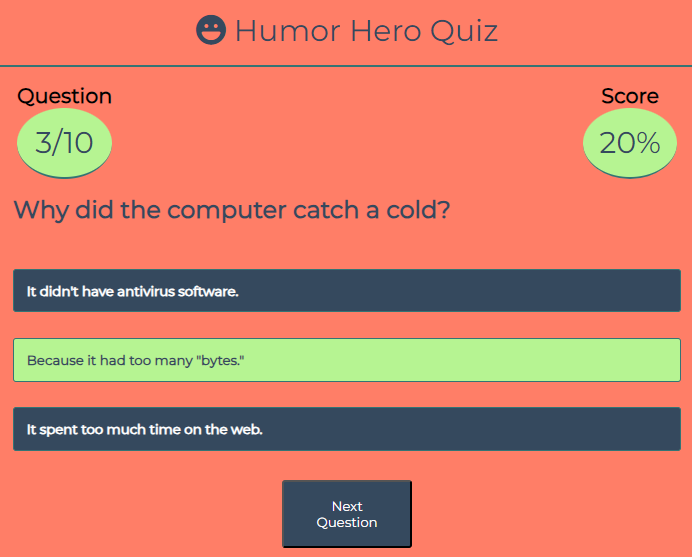 Humor Hero Quiz
Question
Score
3/10
20%
Why did the computer catch a cold?
It didn't have antivirus software.
Because it had too many "bytes."
It spent too much time on the web.
Next
Question